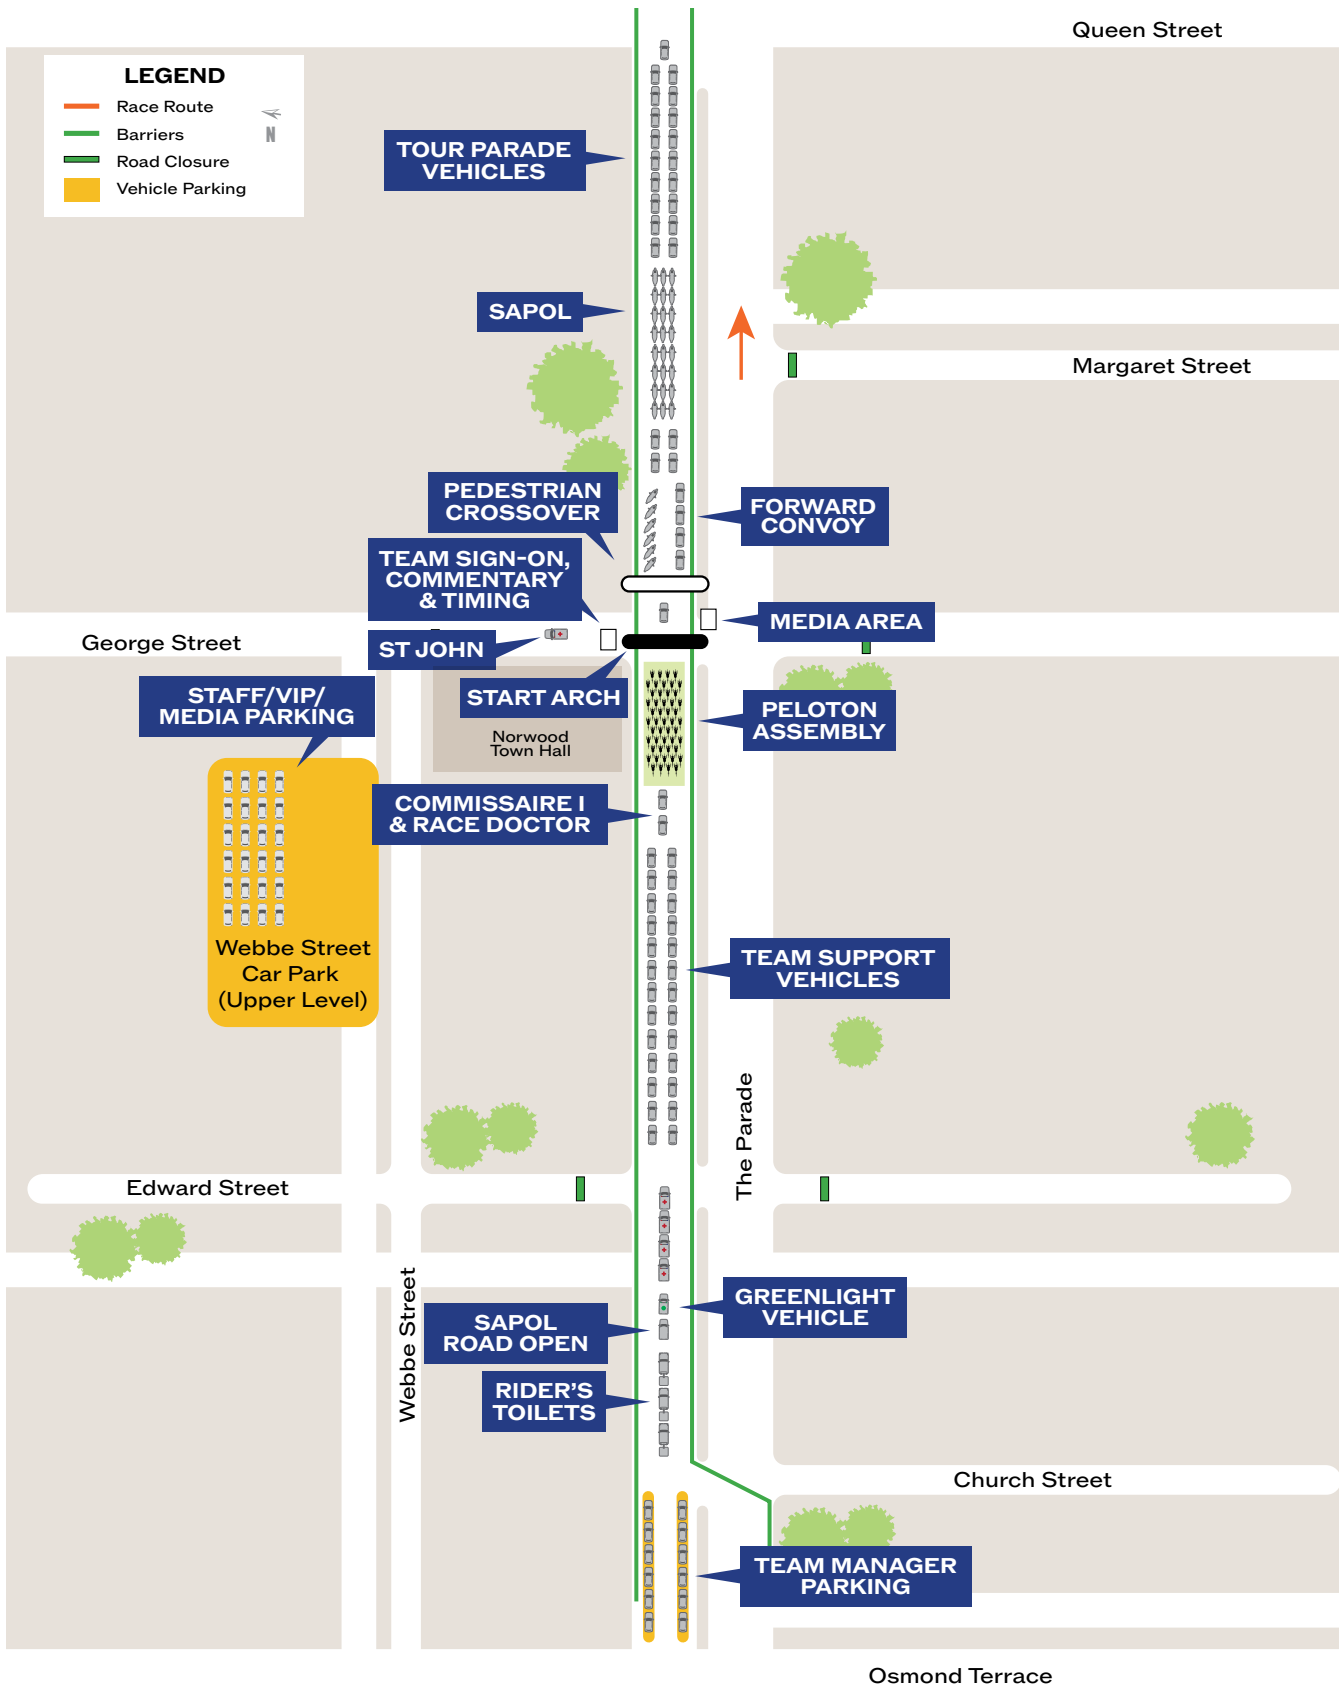 Queen Street
LEGEND
Race Route
Barriers
N
Road Closure
Vehicle Parking
TOUR PARADE
VEHICLES
SAPOL
Margaret Street
PEDESTRIAN
CROSSOVER
FORWARD
CONVOY
TEAM SIGN-ON,
COMMENTARY
& TIMING
MEDIA AREA
George Street
ST JOHN
START ARCH
STAFF/VIP/
MEDIA PARKING
PELOTON
ASSEMBLY
Norwood
Town Hall
COMMISSAIRE I
& RACE DOCTOR
Webbe Street
Car Park
(Upper Level)
TEAM SUPPORT
VEHICLES
The Parade
Edward Street
Webbe Street
GREENLIGHT
VEHICLE
SAPOL
ROAD OPEN
RIDER'S
TOILETS
Church Street
TEAM MANAGER
PARKING
Osmond Terrace